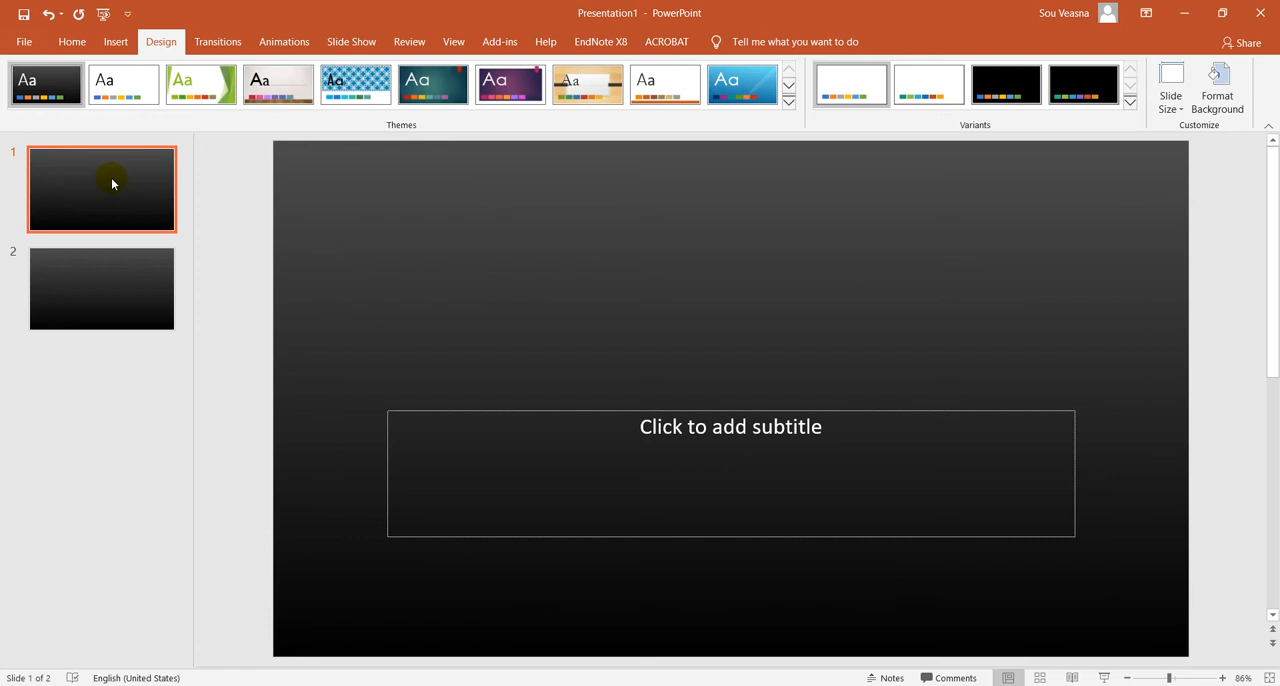 Presentation1 - PowerPoint
Sou Veasna
File Home Insert Design Transitions Animations Slide Show Review View Add-ins Help EndNote X8 ACROBAT Tell me what you want to do
Share
Aa Aa Aa Aa Aa Aa Aa Aa Aa Aa
Slide Size
Format Background
Themes
Variants
Customize
1
2
Click to add subtitle
Slide 1 of 2 English (United States) Notes Comments 86%